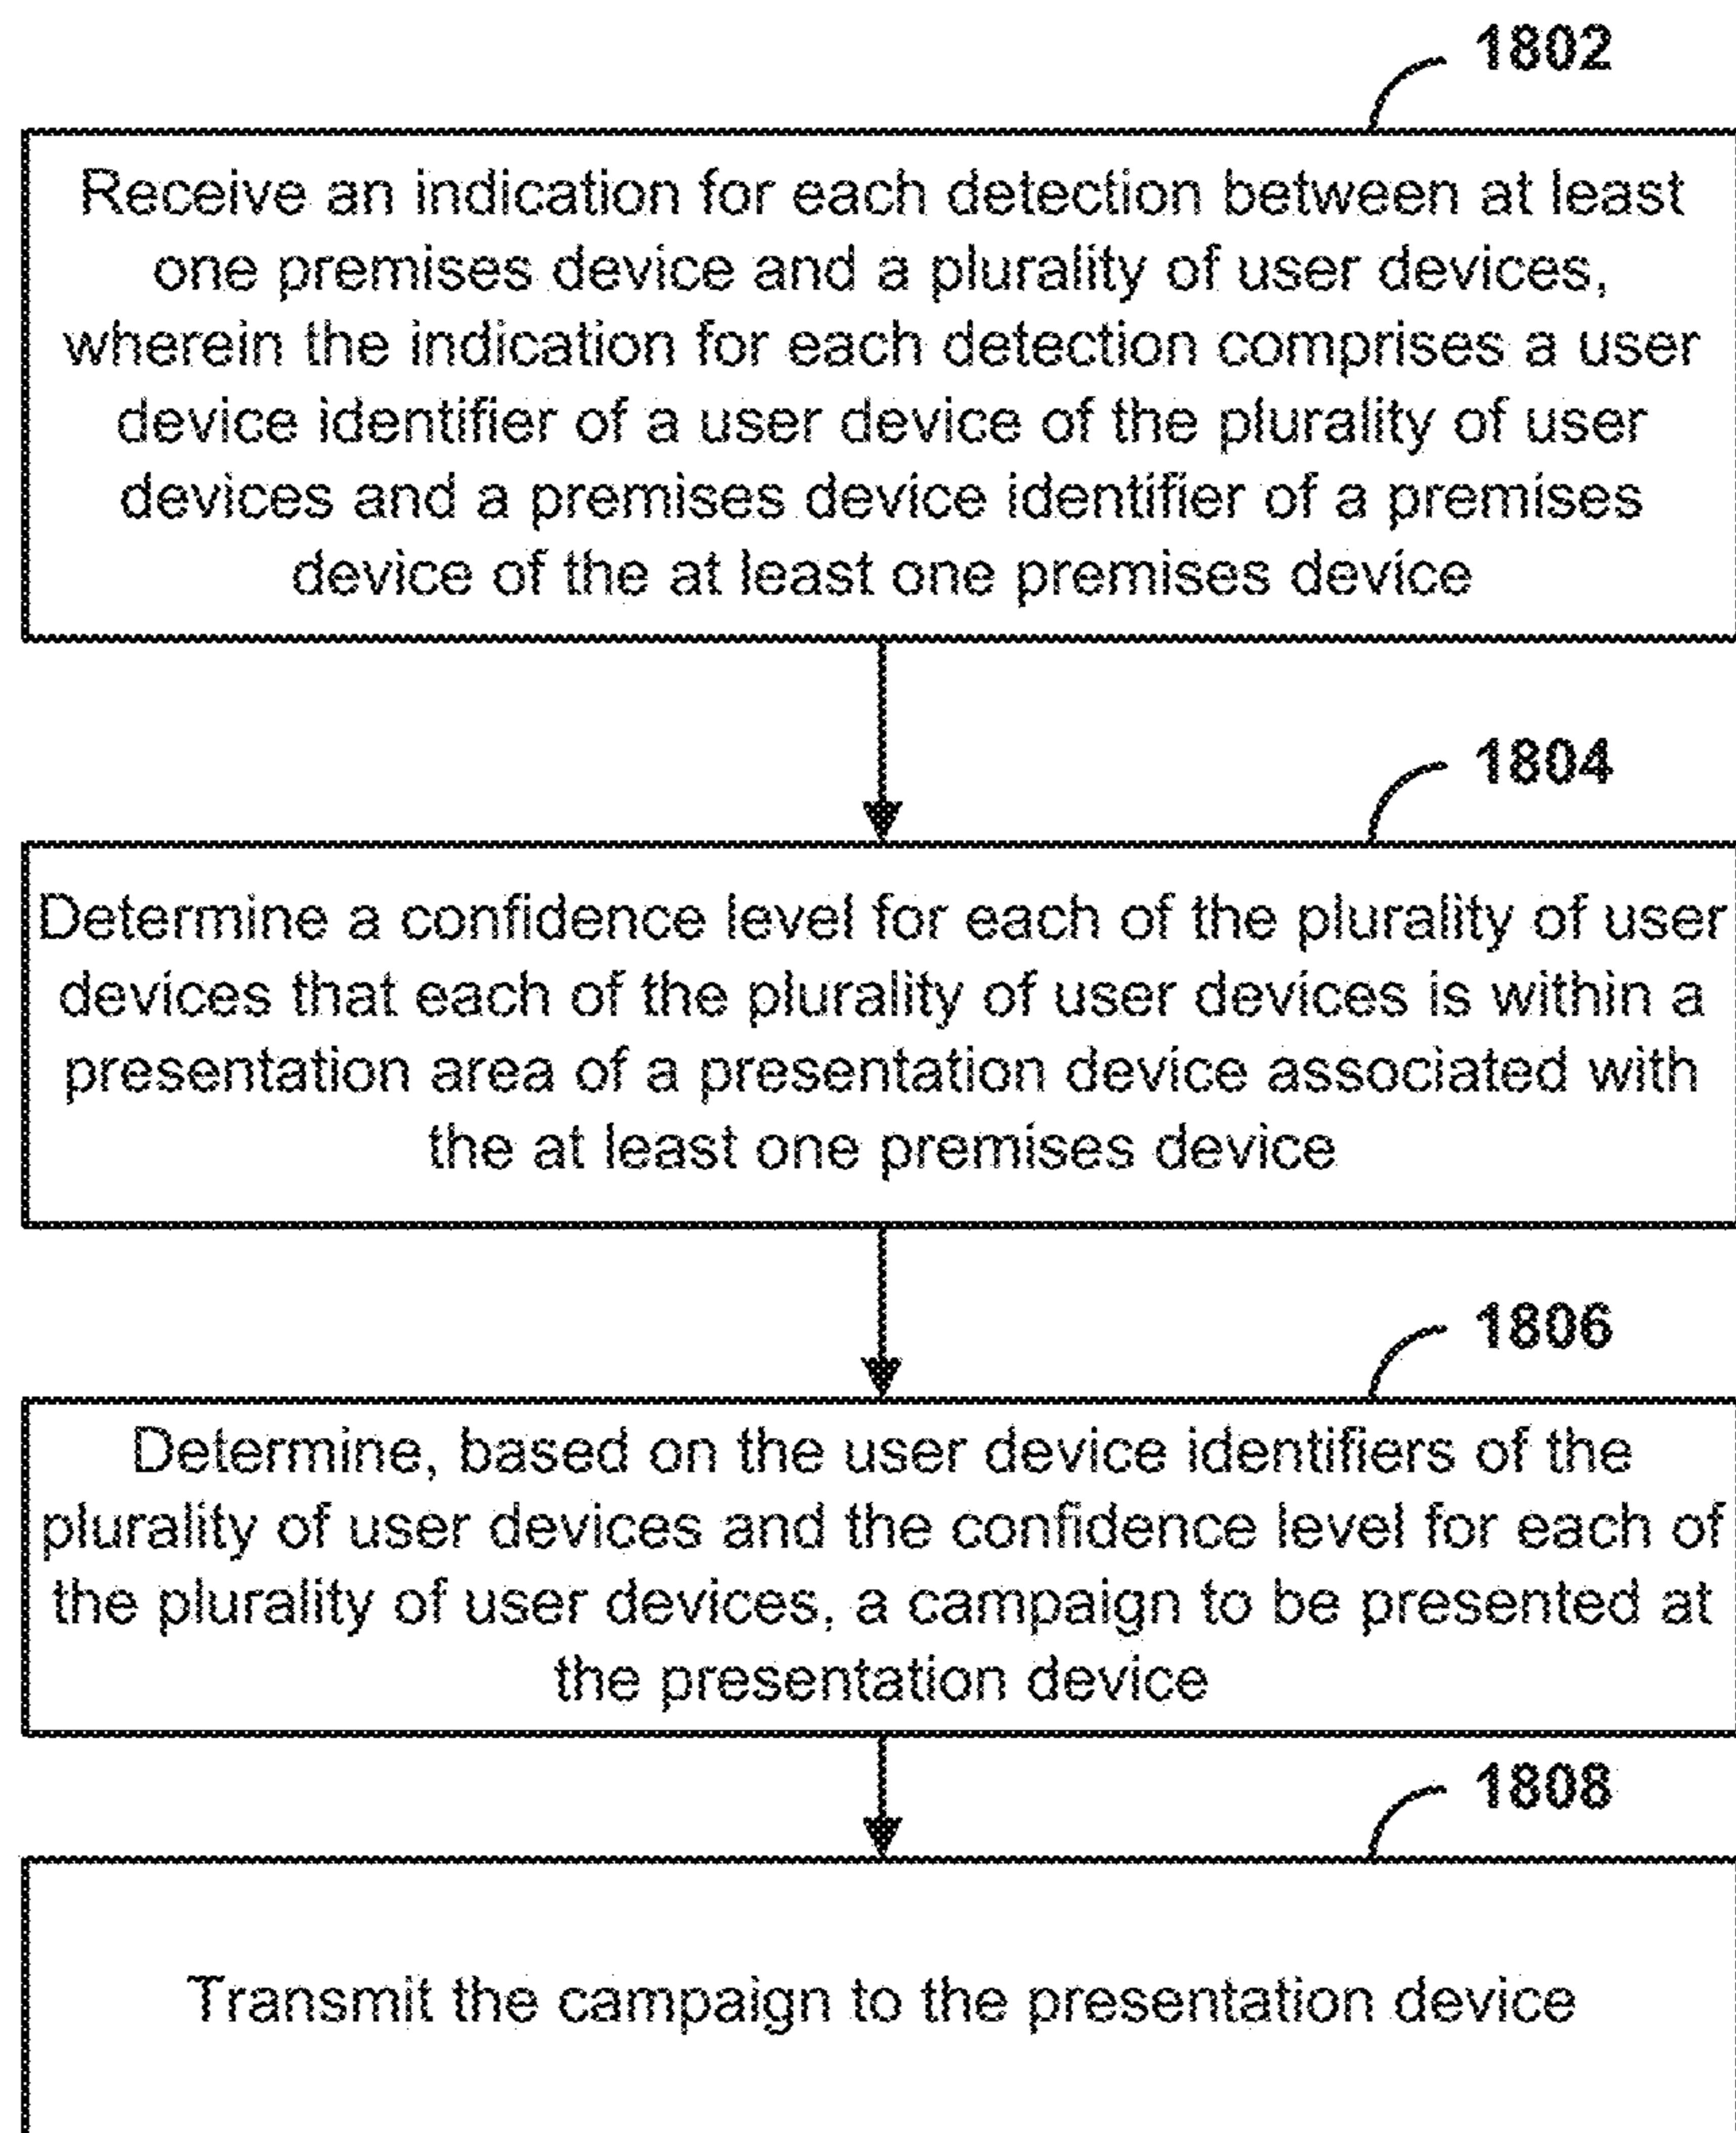 1802
Receive an indication for each detection between at least
one premises device and a plurality of user devices,
wherein the indication for each detection comprises a user
device identifier of a user device of the plurality of user
devices and a premises device identifier of a premises
device of the at least one premises device
1804
Determine a confidence level for each of the plurality of user
devices that each of the plurality of user devices is within a
presentation area of a presentation device associated with
the at least one premises device
1806
Determine, based on the user device identifiers of the
plurality of user devices and the confidence level for each of
the plurality of user devices, a campaign to be presented at
the presentation device
1808
Transmit the campaign to the presentation device